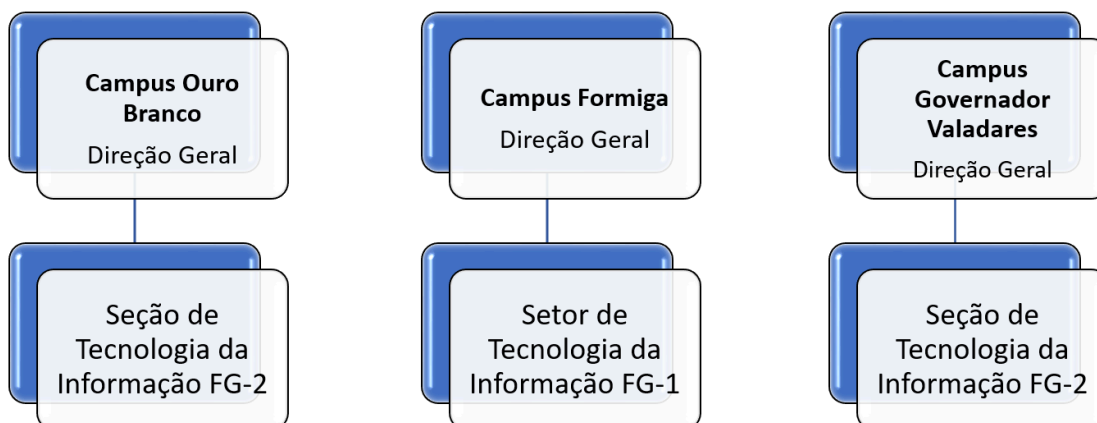 Campus Ouro
Branco
Direção Geral
Seção de
Tecnologia da
Informação FG-2
Campus Formiga
Direção Geral
Setor de
Tecnologia da
Informação FG-1
Campus
Governador
Valadares
Direção Geral
Seção de
Tecnologia da
Informação FG-2